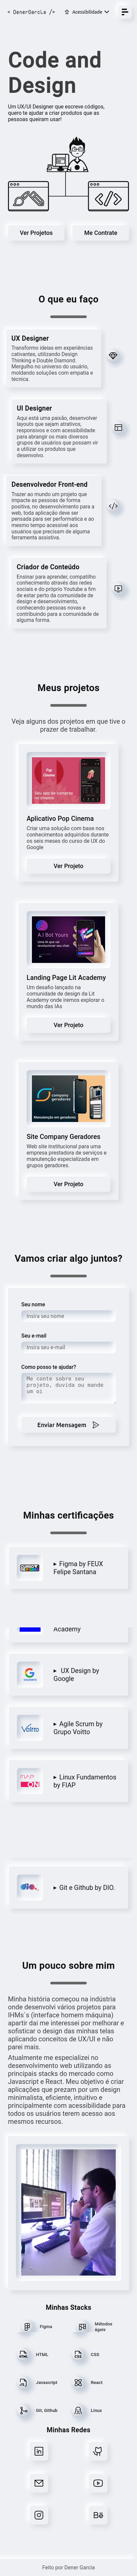 < DenerGarcia />
Acessibilidade
Code and
Design
Um UX/UI Designer que escreve códigos,
quero te ajudar a criar produtos que as
pessoas queiram usar!
Ver Projetos
Me Contrate
O que eu faço
UX Designer
Transformo ideias em experiências
cativantes, utilizando Design
Thinking e, Double Diamond.
Mergulho no universo do usuário,
moldando soluções com empatia e
técnica.
UI Designer
Aqui está uma paixão, desenvolver
layouts que sejam atrativos,
responsivos e com acessibilidade
para abranger os mais diversos
grupos de usuários que possam vir
a utilizar os produtos que
desenvolvo.
Desenvolvedor Front-end
Trazer ao mundo um projeto que
impacte as pessoas de forma
positiva, no desenvolvimento para a
web, toda aplicação deve ser
pensada para ser performática e ao
mesmo tempo acessível aos
usuários que precisarem de alguma
ferramenta assistiva.
Criador de Conteúdo
Ensinar para aprender, compartilho
conhecimento através das redes
sociais e do próprio Youtube a fim
de estar perto da comunidade de
design e desenvolvimento,
conhecendo pessoas novas e
contribuindo para a comunidade de
alguma forma.
Meus projetos
Veja alguns dos projetos em que tive o
prazer de trabalhar.
Pop
Cinema
Aplicativo Pop Cinema
Criar uma solução com base nos
conhecimentos adquiridos durante
os seis meses do curso de UX do
Google
Ver Projeto
AI Bot Yours
Landing Page Lit Academy
Um desafio lançado na
comunidade de design da Lit
Academy onde iremos explorar o
mundo das IAs
Ver Projeto
company
geradores
Manutenção em geradores
Site Company Geradores
Web site institucional para uma
empresa prestadora de serviços e
manutenção especializada em
grupos geradores.
Ver Projeto
Vamos criar algo juntos?
Seu nome
Insira seu nome
Seu e-mail
Insira seu e-mail
Como posso te ajudar?
Me conte sobre seu
projeto, duvida ou mande
um oi
Enviar Mensagem
Minhas certificações
▸ Figma by FEUX
Felipe Santana
Academy
▸ UX Design by
Google
Voitto
▸ Agile Scrum by
Grupo Voitto
▸ Linux Fundamentos
by FIAP
▸ Git e Github by DIO.
Um pouco sobre mim
Minha história começou na indústria
onde desenvolvi vários projetos para
IHMs´s (interface homem máquina)
apartir daí me interessei por melhorar e
sofisticar o design das minhas telas
aplicando conceitos de UX/UI e não
parei mais.
Atualmente me especializei no
desenvolvimento web utilizando as
principais stacks do mercado como
Javascript e React. Meu objetivo é criar
aplicações que prezam por um design
minimalista, eficiente, intuitivo e
principalmente com acessibilidade para
todos os usuários terem acesso aos
mesmos recursos.
Minhas Stacks
Figma
Métodos
ágeis
HTML
CSS
Javascript
React
Git, Github
Linux
Minhas Redes
Feito por Dener Garcia